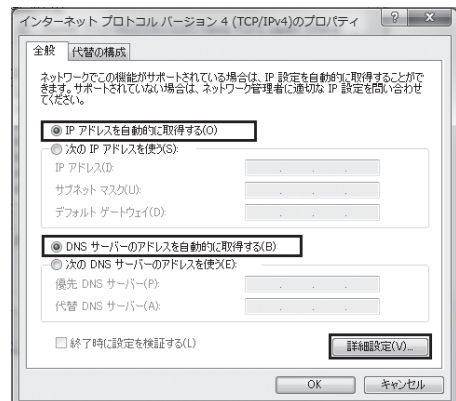 インターネット プロトコル バージョン 4 (TCP/IPv4)のプロパティ
全般
代替の構成
ネットワークでこの機能がサポートされている場合は、IP 設定を自動的に取得することがで
きます。サポートされていない場合は、ネットワーク管理者に適切な IP 設定を問い合わせ
てください。
IP アドレスを自動的に取得する(O)
次の IP アドレスを使う(S):
IP アドレス(I):
サブネット マスク(U):
デフォルト ゲートウェイ(D):
DNS サーバーのアドレスを自動的に取得する(B)
次の DNS サーバーのアドレスを使う(E):
優先 DNS サーバー(P):
代替 DNS サーバー(A):
終了時に設定を検証する(L)
詳細設定(V)...
OK
キャンセル